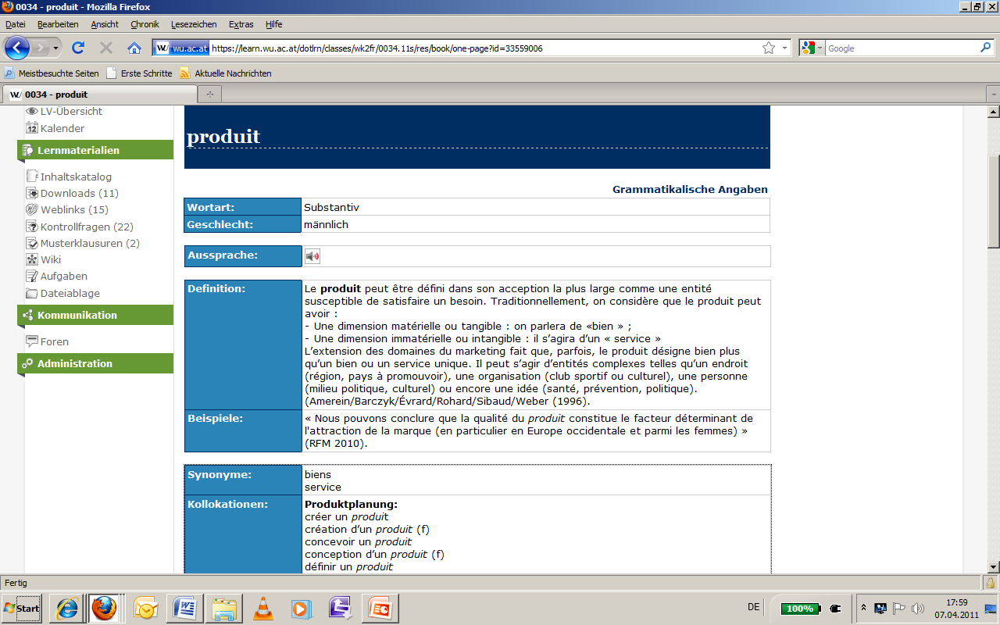 0034 - produit - Mozilla Firefox
Datei Bearbeiten Ansicht Chronik Lesezeichen Extras Hilfe
W wu.ac.at https://learn.wu.ac.at/dotlrn/classes/wk2fr/0034.11s/res/book/one-page?id=33559006 Google
Meistbesuchte Seiten Erste Schritte Aktuelle Nachrichten
W 0034 - produit
LV-Übersicht
12 Kalender
Lernmaterialien
Inhaltskatalog
Downloads (11)
Weblinks (15)
Kontrollfragen (22)
Musterklausuren (2)
Wiki
Aufgaben
Dateiablage
Kommunikation
Foren
Administration
produit
Grammatikalische Angaben
Wortart: Substantiv
Geschlecht: männlich
Aussprache:
Definition: Le produit peut être défini dans son acception la plus large comme une entité
susceptible de satisfaire un besoin. Traditionnellement, on considère que le produit peut
avoir :
- Une dimension matérielle ou tangible : on parlera de «bien » ;
- Une dimension immatérielle ou intangible : il s’agira d’un « service »
L’extension des domaines du marketing fait que, parfois, le produit désigne bien plus
qu’un bien ou un service unique. Il peut s’agir d’entités complexes telles qu’un endroit
(région, pays à promouvoir), une organisation (club sportif ou culturel), une personne
(milieu politique, culturel) ou encore une idée (santé, prévention, politique).
(Amerein/Barczyk/Évrard/Rohard/Sibaud/Weber (1996).
Beispiele: « Nous pouvons conclure que la qualité du produit constitue le facteur déterminant de
l'attraction de la marque (en particulier en Europe occidentale et parmi les femmes) »
(RFM 2010).
Synonyme: biens
service
Kollokationen: Produktplanung:
créer un produit
création d’un produit (f)
concevoir un produit
conception d’un produit (f)
définir un produit
Fertig
Start DE 100% 17:59
07.04.2011